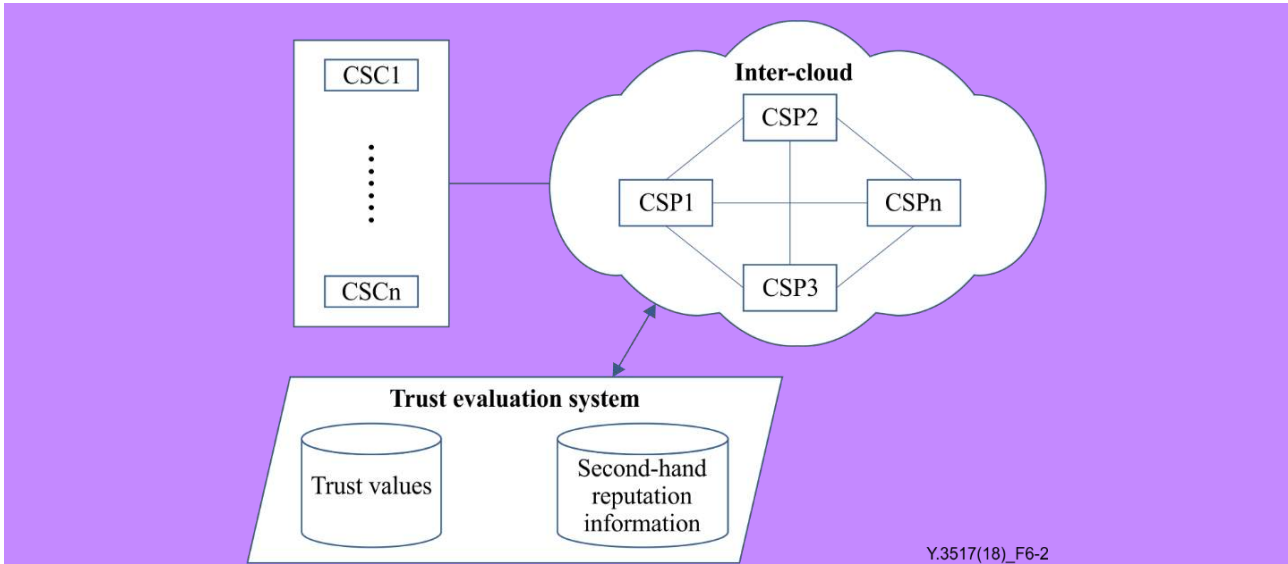 CSC1
CSCn
Inter-cloud
CSP2
CSP1
CSPn
CSP3
Trust evaluation system
Trust values
Second-hand
reputation
information
Y.3517(18)_F6-2